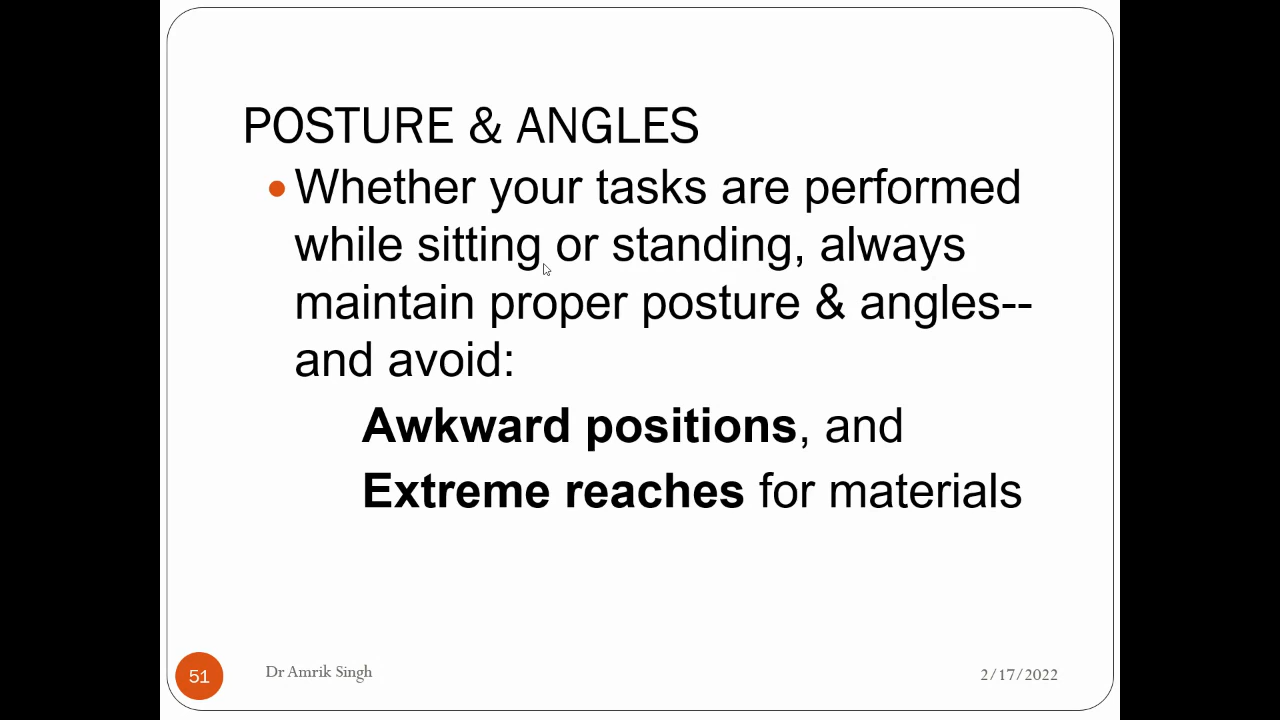 POSTURE & ANGLES
Whether your tasks are performed
while sitting or standing, always
maintain proper posture & angles--
and avoid:
Awkward positions, and
Extreme reaches for materials
51
Dr Amrik Singh
2/17/2022